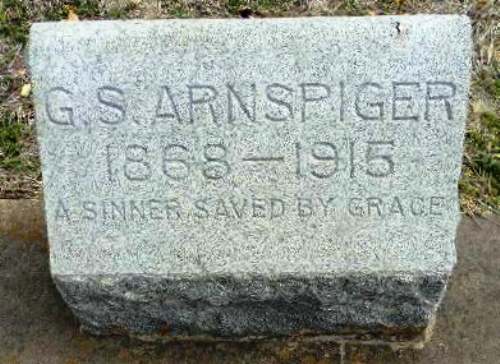 G.S. ARNSPIGER
1868–1915
A SINNER SAVED BY GRACE